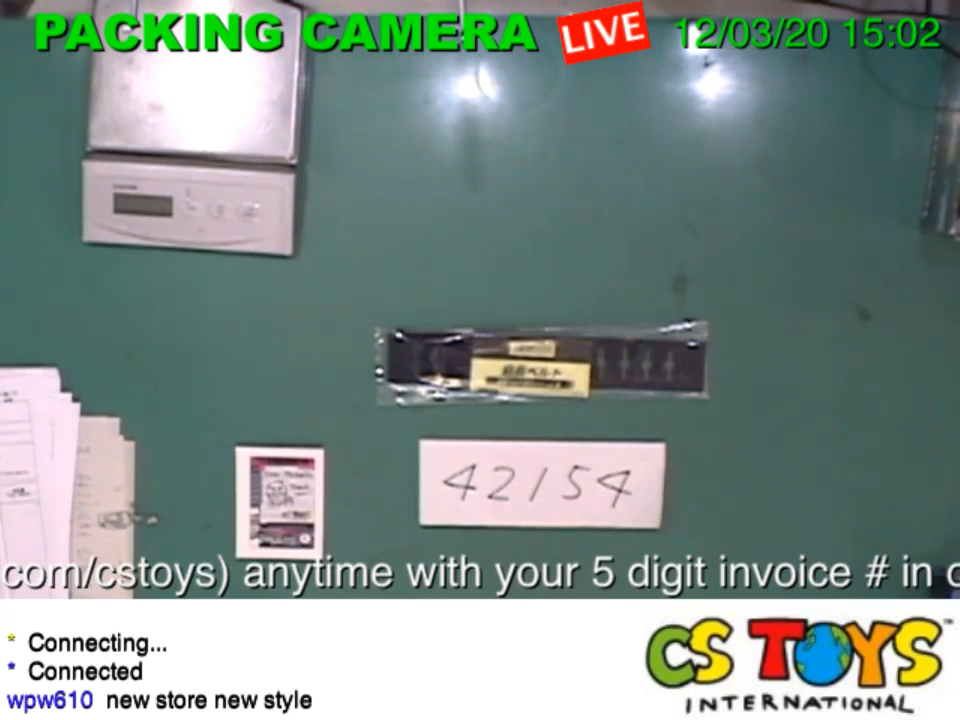 PACKING CAMERA LIVE 12/03/20 15:02
42154
com/cstoys) anytime with your 5 digit invoice # in
* Connecting...
* Connected
wpw610 new store new style
CS TOYS™
INTERNATIONAL